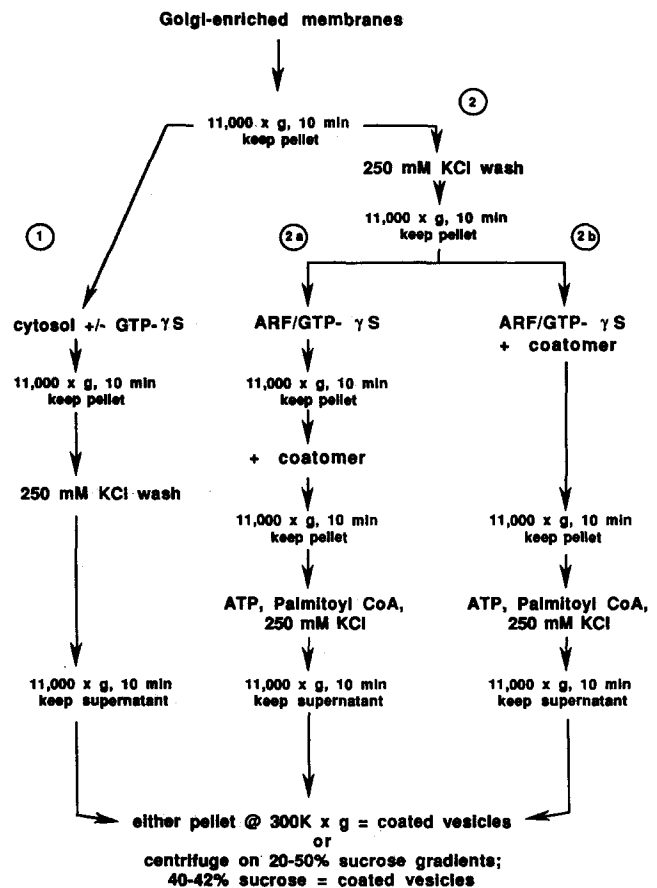 Golgi-enriched membranes
2
11,000 x g, 10 min
keep pellet
250 mM KCl wash
11,000 x g, 10 min
keep pellet
1
2a
2b
cytosol +/- GTP-γS
ARF/GTP- γS
ARF/GTP- γS
+ coatomer
11,000 x g, 10 min
keep pellet
11,000 x g, 10 min
keep pellet
+ coatomer
250 mM KCl wash
11,000 x g, 10 min
keep pellet
11,000 x g, 10 min
keep pellet
ATP, Palmitoyl CoA,
250 mM KCl
ATP, Palmitoyl CoA,
250 mM KCl
11,000 x g, 10 min
keep supernatant
11,000 x g, 10 min
keep supernatant
11,000 x g, 10 min
keep supernatant
either pellet @ 300K x g = coated vesicles
or
centrifuge on 20-50% sucrose gradients;
40-42% sucrose = coated vesicles